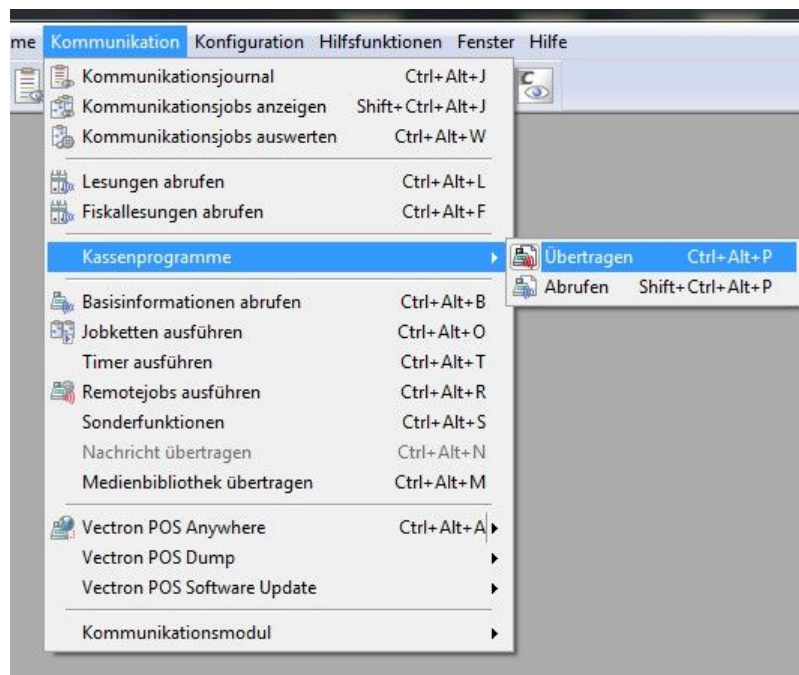 me Kommunikation Konfiguration Hilfsfunktionen Fenster Hilfe
Kommunikationsjournal Ctrl+Alt+J
Kommunikationsjobs anzeigen Shift+Ctrl+Alt+J
Kommunikationsjobs auswerten Ctrl+Alt+W
Lesungen abrufen Ctrl+Alt+L
Fiskallesungen abrufen Ctrl+Alt+F
Kassenprogramme
Übertragen Ctrl+Alt+P
Abrufen Shift+Ctrl+Alt+P
Basisinformationen abrufen Ctrl+Alt+B
Jobketten ausführen Ctrl+Alt+O
Timer ausführen Ctrl+Alt+T
Remotejobs ausführen Ctrl+Alt+R
Sonderfunktionen Ctrl+Alt+S
Nachricht übertragen Ctrl+Alt+N
Medienbibliothek übertragen Ctrl+Alt+M
Vectron POS Anywhere Ctrl+Alt+A
Vectron POS Dump
Vectron POS Software Update
Kommunikationsmodul